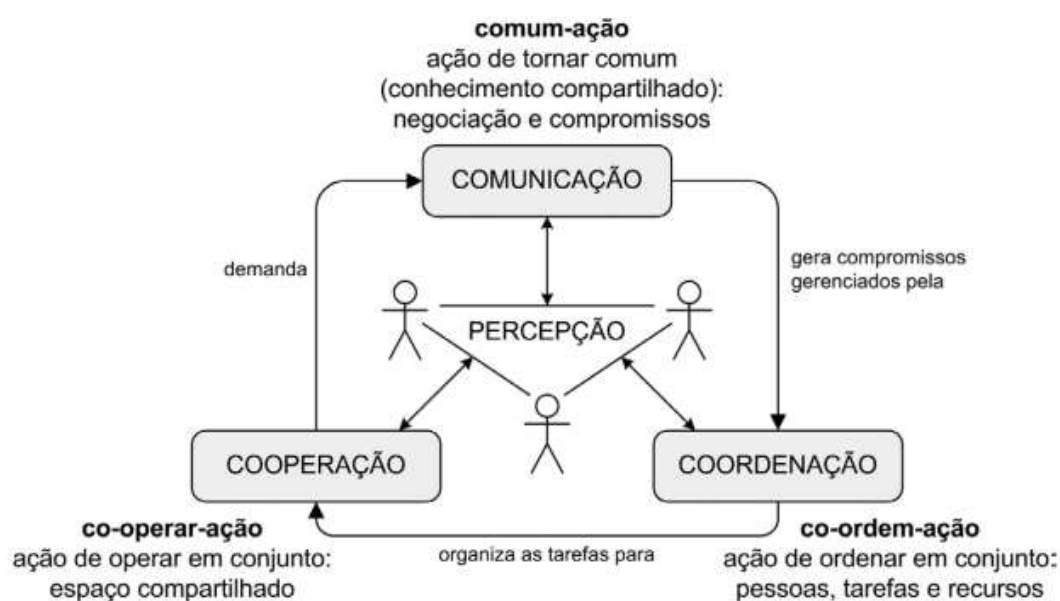 comum-ação
ação de tornar comum
(conhecimento compartilhado):
negociação e compromissos
COMUNICAÇÃO
demanda
gera compromissos
gerenciados pela
PERCEPÇÃO
COOPERAÇÃO
COORDENAÇÃO
co-operar-ação
ação de operar em conjunto:
espaço compartilhado
organiza as tarefas para
co-ordem-ação
ação de ordenar em conjunto:
pessoas, tarefas e recursos